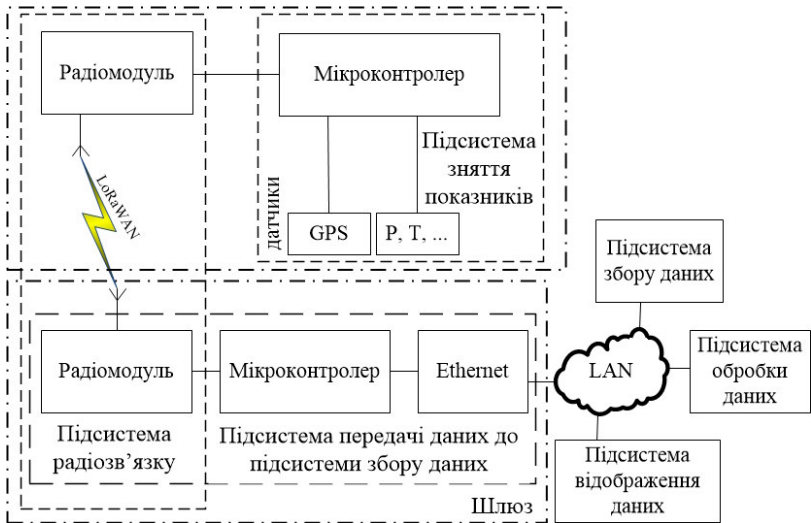 Радіомодуль
Мікроконтролер
LoRaWAN
датчики
Підсистема
зняття
показників
GPS
P, T, ...
Підсистема
збору даних
Радіомодуль
Мікроконтролер
Ethernet
LAN
Підсистема
обробки
даних
Підсистема
радіозв’язку
Підсистема передачі даних до
підсистеми збору даних
Підсистема
відображення
даних
Шлюз